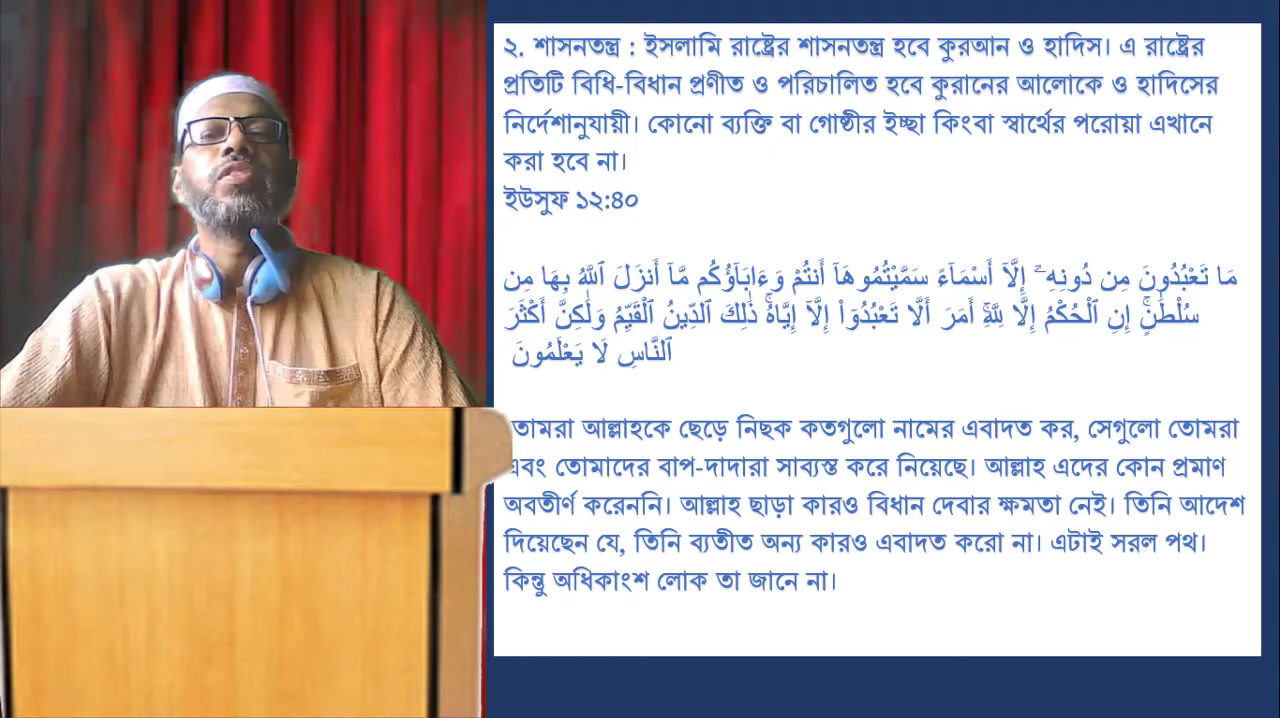 ২. শাসনতন্ত্র : ইসলামি রাষ্ট্রের শাসনতন্ত্র হবে কুরআন ও হাদিস। এ রাষ্ট্রের
প্রতিটি বিধি-বিধান প্রণীত ও পরিচালিত হবে কুরানের আলোকে ও হাদিসের
নির্দেশানুযায়ী। কোনো ব্যক্তি বা গোষ্ঠীর ইচ্ছা কিংবা স্বার্থের পরোয়া এখানে
করা হবে না।
ইউসুফ ১২:৪০
مَا تَعْبُدُونَ مِن دُونِهِۦٓ إِلَّآ أَسْمَآءً سَمَّيْتُمُوهَآ أَنتُمْ وَءَابَآؤُكُم مَّآ أَنزَلَ ٱللَّهُ بِهَا مِن
سُلْطَٰنٍۚ إِنِ ٱلْحُكْمُ إِلَّا لِلَّهِۚ أَمَرَ أَلَّا تَعْبُدُوٓا۟ إِلَّآ إِيَّاهُۚ ذَٰلِكَ ٱلدِّينُ ٱلْقَيِّمُ وَلَٰكِنَّ أَكْثَرَ
ٱلنَّاسِ لَا يَعْلَمُونَ
তোমরা আল্লাহকে ছেড়ে নিছক কতগুলো নামের এবাদত কর, সেগুলো তোমরা
এবং তোমাদের বাপ-দাদারা সাব্যস্ত করে নিয়েছে। আল্লাহ এদের কোন প্রমাণ
অবতীর্ণ করেননি। আল্লাহ ছাড়া কারও বিধান দেবার ক্ষমতা নেই। তিনি আদেশ
দিয়েছেন যে, তিনি ব্যতীত অন্য কারও এবাদত করো না। এটাই সরল পথ।
কিন্তু অধিকাংশ লোক তা জানে না।